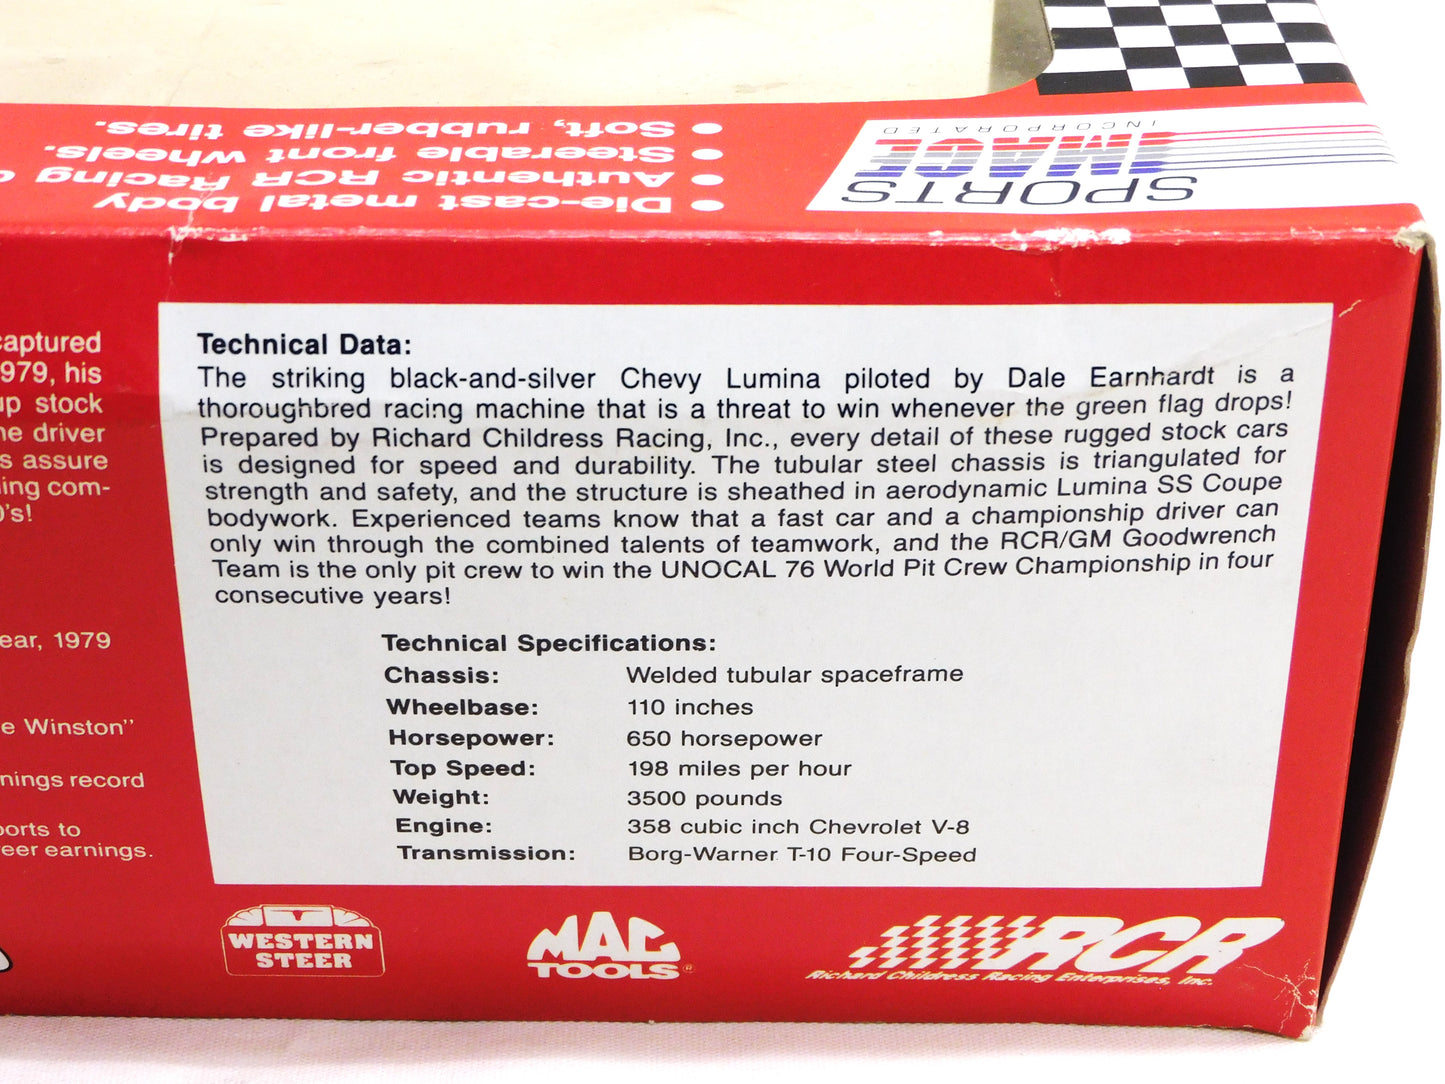 • Soft, rubber-like tires.
• Steerable front wheels.
• Authentic RCR Racing
• Die-cast metal body
INCORPORATED
IMAGE
SPORTS
captured
1979, his
up stock
he driver
s assure
ing com-
0's!
ear, 1979
e Winston"
nings record
ports to
reer earnings.
Technical Data:
The striking black-and-silver Chevy Lumina piloted by Dale Earnhardt is a
thoroughbred racing machine that is a threat to win whenever the green flag drops!
Prepared by Richard Childress Racing, Inc., every detail of these rugged stock cars
is designed for speed and durability. The tubular steel chassis is triangulated for
strength and safety, and the structure is sheathed in aerodynamic Lumina SS Coupe
bodywork. Experienced teams know that a fast car and a championship driver can
only win through the combined talents of teamwork, and the RCR/GM Goodwrench
Team is the only pit crew to win the UNOCAL 76 World Pit Crew Championship in four
consecutive years!
Technical Specifications:
Chassis: Welded tubular spaceframe
Wheelbase: 110 inches
Horsepower: 650 horsepower
Top Speed: 198 miles per hour
Weight: 3500 pounds
Engine: 358 cubic inch Chevrolet V-8
Transmission: Borg-Warner T-10 Four-Speed
WESTERN
STEER
MAC
TOOLS®
RCR
Richard Childress Racing Enterprises, Inc.